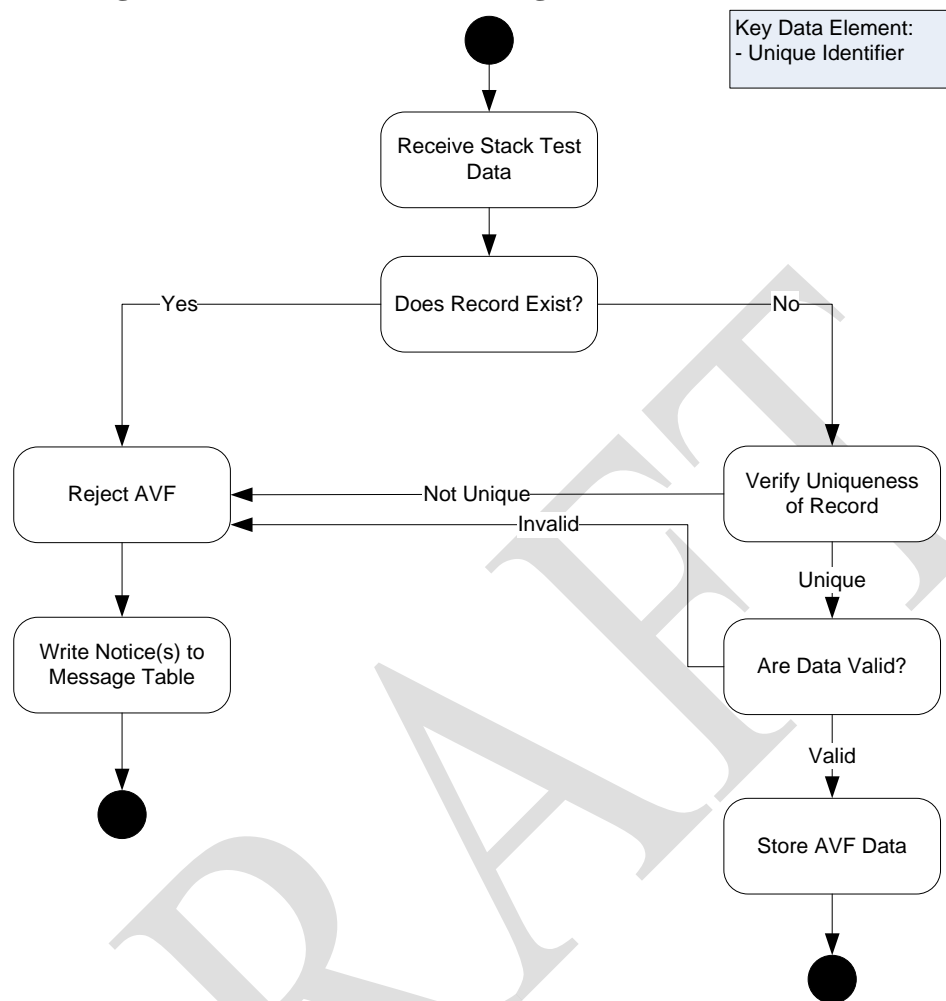 Key Data Element:
- Unique Identifier
Receive Stack Test
Data
Does Record Exist?
Yes
No
Reject AVF
Not Unique
Verify Uniqueness
of Record
Invalid
Unique
Write Notice(s) to
Message Table
Are Data Valid?
Valid
Store AVF Data
DRAFT